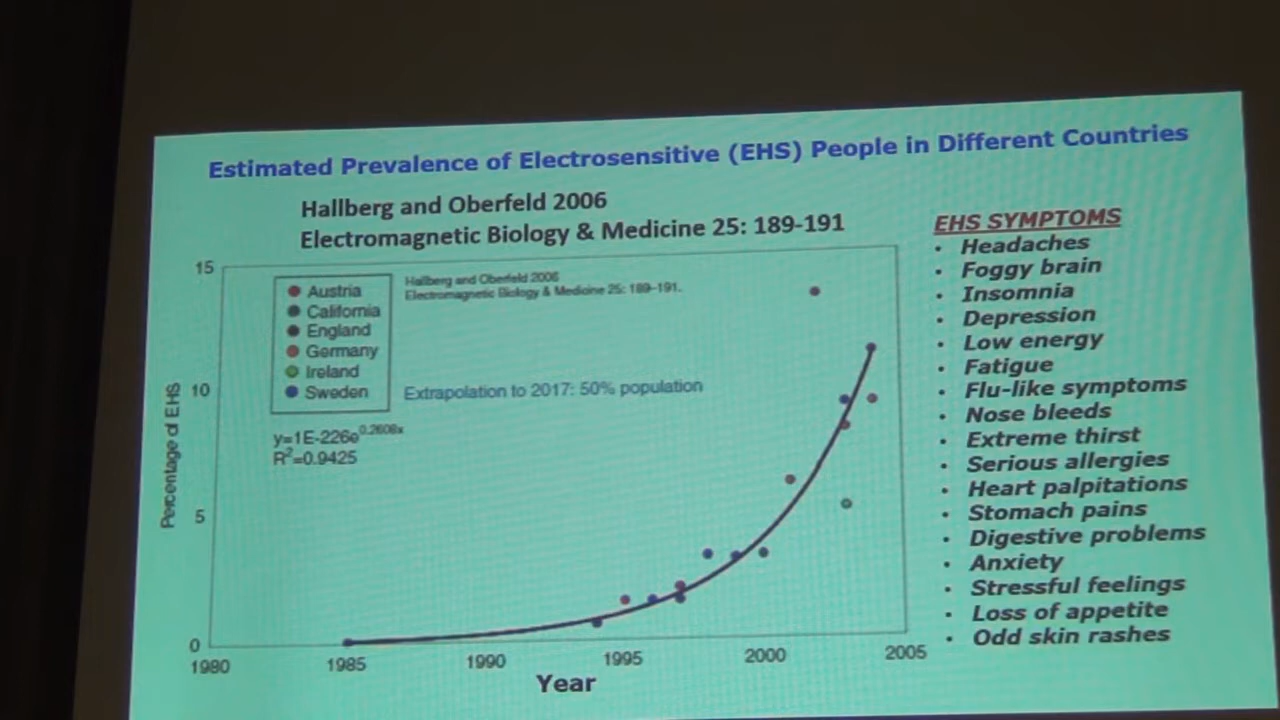 Estimated Prevalence of Electrosensitive (EHS) People in Different Countries
Hallberg and Oberfeld 2006
Electromagnetic Biology & Medicine 25: 189-191
Hallberg and Oberfeld 2006
Electromagnetic Biology & Medicine 25: 189–191.
Austria
California
England
Germany
Ireland
Sweden
Extrapolation to 2017: 50% population
y=1E-226e^0.2608x
R²=0.9425
Percentage of EHS
15
10
5
0
1980
1985
1990
1995
2000
2005
Year
EHS SYMPTOMS
• Headaches
• Foggy brain
• Insomnia
• Depression
• Low energy
• Fatigue
• Flu-like symptoms
• Nose bleeds
• Extreme thirst
• Serious allergies
• Heart palpitations
• Stomach pains
• Digestive problems
• Anxiety
• Stressful feelings
• Loss of appetite
• Odd skin rashes